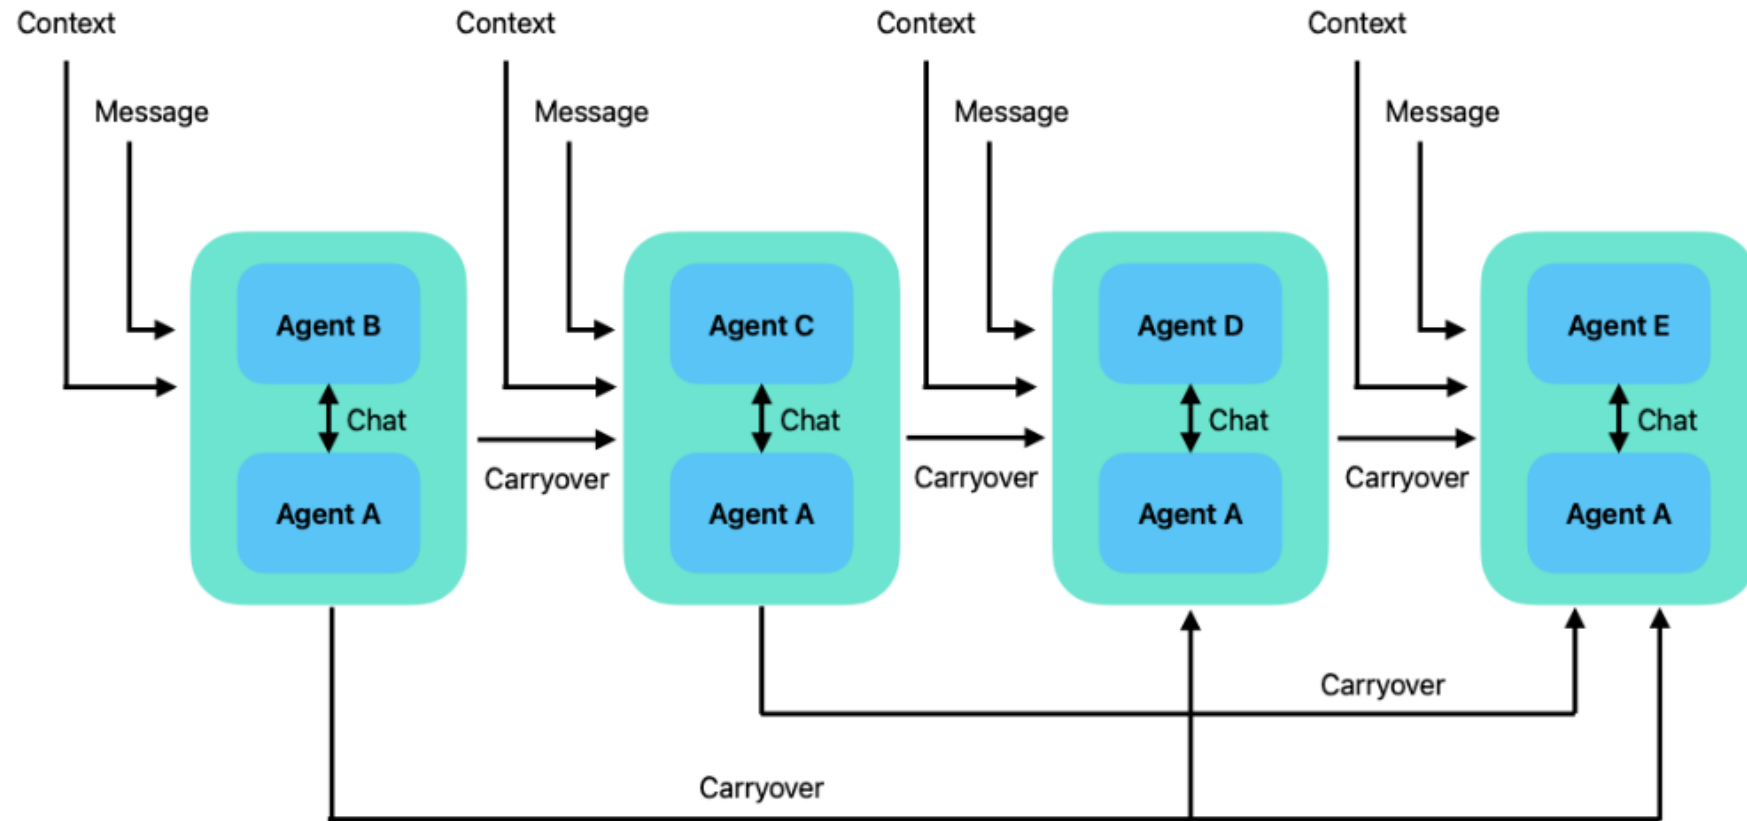 Context
Context
Context
Context
Message
Message
Message
Message
Agent B
Agent C
Agent D
Agent E
Chat
Chat
Chat
Chat
Carryover
Carryover
Carryover
Agent A
Agent A
Agent A
Agent A
Carryover
Carryover